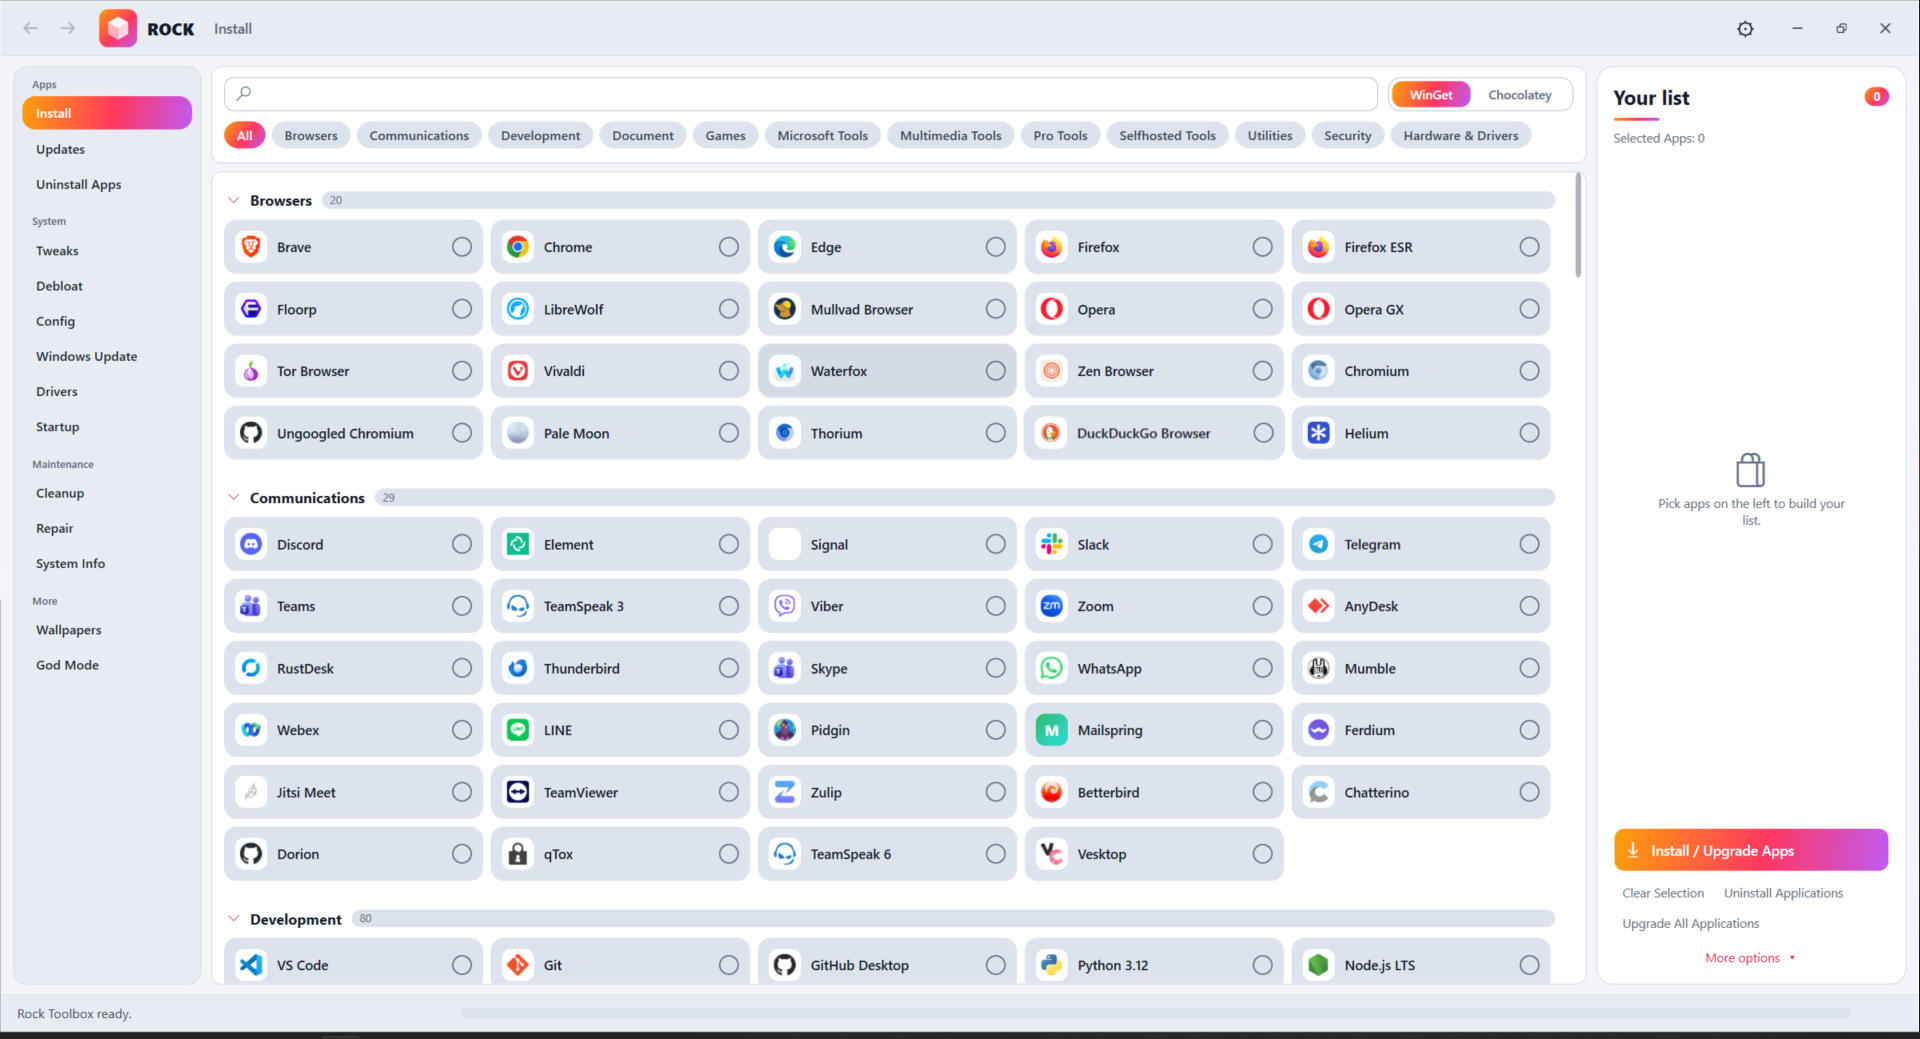 ROCK Install
Apps
Install
Updates
Uninstall Apps
System
Tweaks
Debloat
Config
Windows Update
Drivers
Startup
Maintenance
Cleanup
Repair
System Info
More
Wallpapers
God Mode
WinGet Chocolatey
All Browsers Communications Development Document Games Microsoft Tools Multimedia Tools Pro Tools Selfhosted Tools Utilities Security Hardware & Drivers
Browsers 20
Brave Chrome Edge Firefox Firefox ESR
Floorp LibreWolf Mullvad Browser Opera Opera GX
Tor Browser Vivaldi Waterfox Zen Browser Chromium
Ungoogled Chromium Pale Moon Thorium DuckDuckGo Browser Helium
Communications 29
Discord Element Signal Slack Telegram
Teams TeamSpeak 3 Viber zm Zoom AnyDesk
RustDesk Thunderbird Skype WhatsApp Mumble
Webex LINE Pidgin M Mailspring Ferdium
Jitsi Meet TeamViewer Zulip Betterbird Chatterino
Dorion qTox TeamSpeak 6 Vesktop
Development 80
VS Code Git GitHub Desktop Python 3.12 Node.js LTS
Your list 0
Selected Apps: 0
Pick apps on the left to build your
list.
Install / Upgrade Apps
Clear Selection Uninstall Applications
Upgrade All Applications
More options
Rock Toolbox ready.